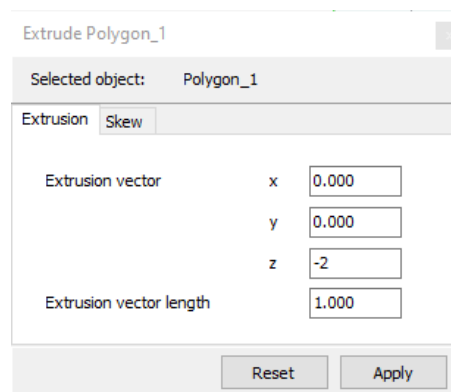 Extrude Polygon_1
Selected object: Polygon_1
Extrusion Skew
Extrusion vector x 0.000
y 0.000
z -2
Extrusion vector length 1.000
Reset Apply